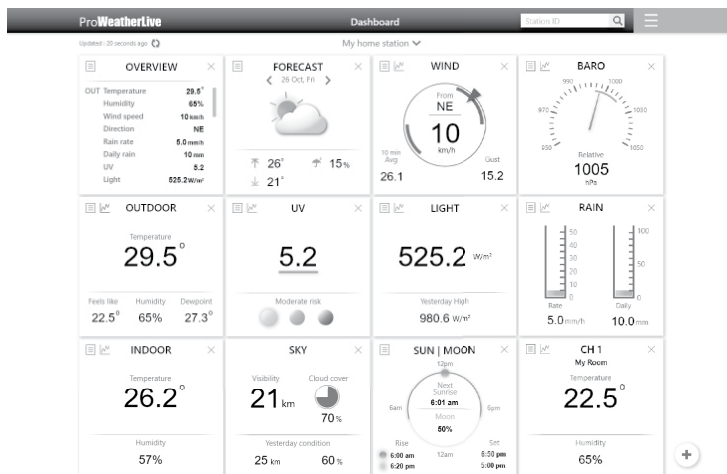 ProWeatherLive
Dashboard
Station ID
Updated: 20 seconds ago
My home station
OVERVIEW
OUT Temperature 29.5°
Humidity 65%
Wind speed 10 km/h
Direction NE
Rain rate 5.0 mm/h
Daily rain 10 mm
UV 5.2
Light 525.2 W/m²
FORECAST
26 Oct, Fri
26° 15%
21°
WIND
From
NE
10
km/h
10 min
Avg
Gust
26.1 15.2
BARO
990 1000
970 1030
950 1050
Relative
1005
hPa
OUTDOOR
Temperature
29.5°
Feels like Humidity Dewpoint
22.5° 65% 27.3°
UV
5.2
Moderate risk
LIGHT
525.2 W/m²
Yesterday High
980.6 W/m²
RAIN
50 100
40
30
50
20
10
0 0
Rate Daily
5.0 mm/h 10.0 mm
INDOOR
Temperature
26.2°
Humidity
57%
SKY
Visibility Cloud cover
21 km
70%
Yesterday condition
25 km 60%
SUN | MOON
12pm
Next
Sunrise
6:01 am
6am 6pm
Moon
50%
Rise 12am Set
6:00 am 6:50 pm
6:20 pm 5:00 pm
CH 1
My Room
Temperature
22.5°
Humidity
65%